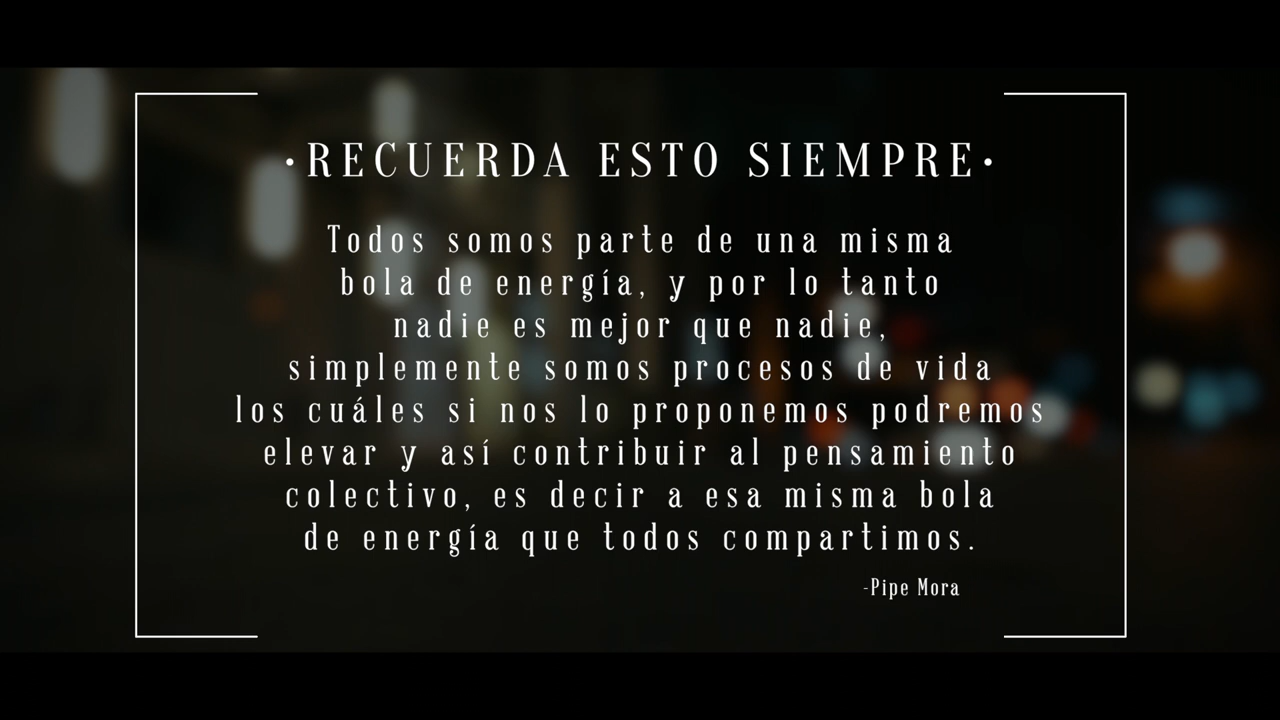 ·RECUERDA ESTO SIEMPRE·
Todos somos parte de una misma
bola de energía, y por lo tanto
nadie es mejor que nadie,
simplemente somos procesos de vida
los cuáles si nos lo proponemos podremos
elevar y así contribuir al pensamiento
colectivo, es decir a esa misma bola
de energía que todos compartimos.
-Pipe Mora